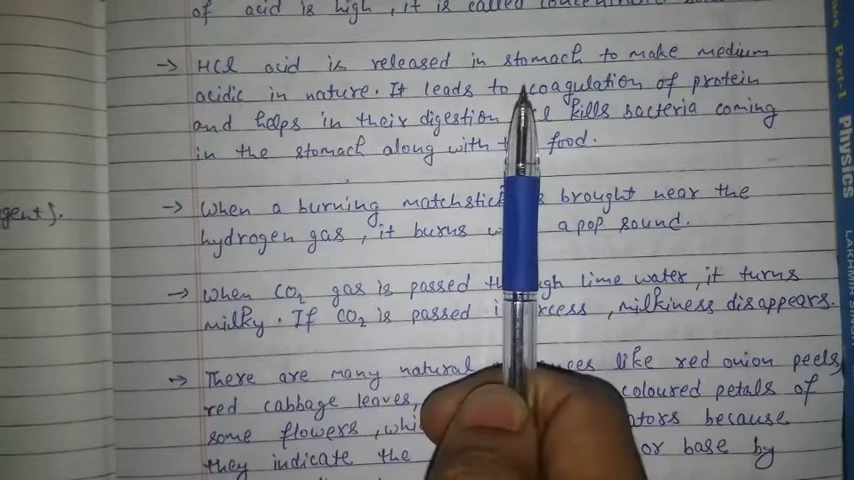 of acid is high, it is called
→ HCl acid is released in stomach to make medium
acidic in nature. It leads to coagulation of protein
and helps in their digestion kills bacteria coming
in the stomach along with food.
gent).
→ When a burning matchstick brought near the
hydrogen gas, it burns a pop sound.
→ When CO2 gas is passed lime water, it turns
milky. If CO2 is passed , milkiness disappears.
→ There are many natural like red onion peels,
red cabbage leaves, coloured petals of
some flowers, because
they indicate the or base by
Part-1
Physics
LAKHMIR SINGH